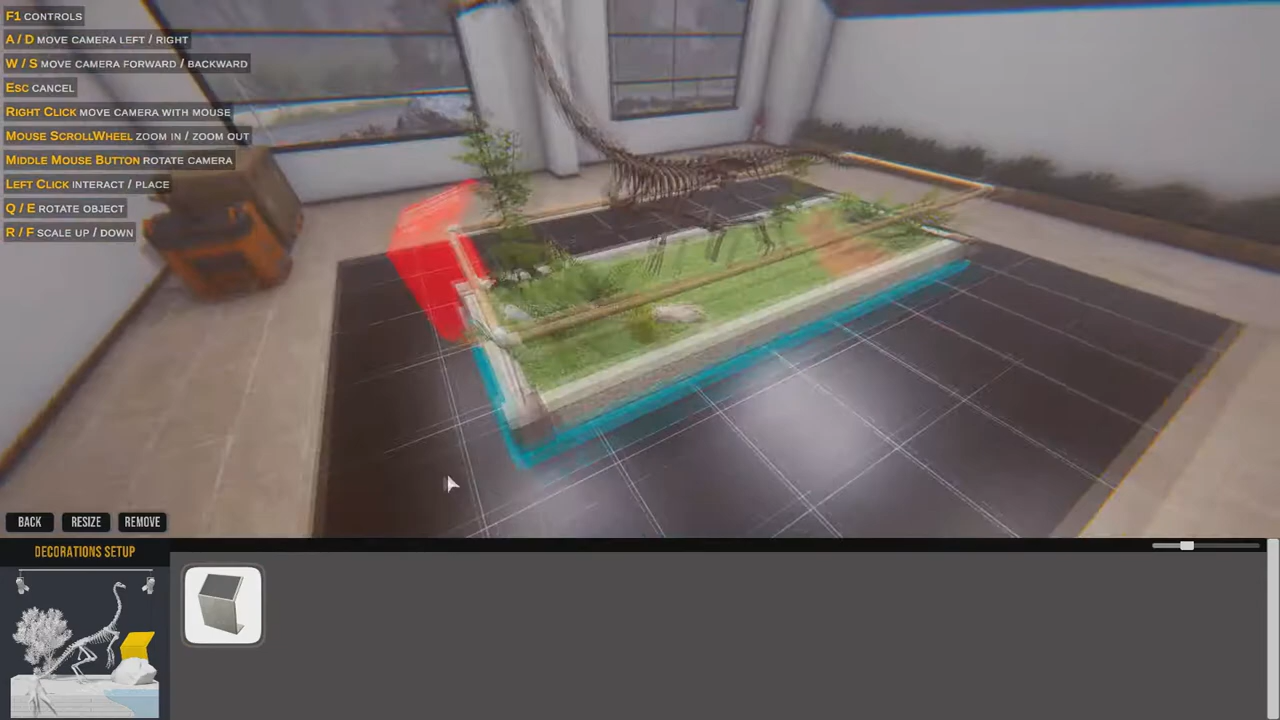 F1 CONTROLS
A / D MOVE CAMERA LEFT / RIGHT
W / S MOVE CAMERA FORWARD / BACKWARD
ESC CANCEL
RIGHT CLICK MOVE CAMERA WITH MOUSE
MOUSE SCROLLWHEEL ZOOM IN / ZOOM OUT
MIDDLE MOUSE BUTTON ROTATE CAMERA
LEFT CLICK INTERACT / PLACE
Q / E ROTATE OBJECT
R / F SCALE UP / DOWN
BACK RESIZE REMOVE
DECORATIONS SETUP